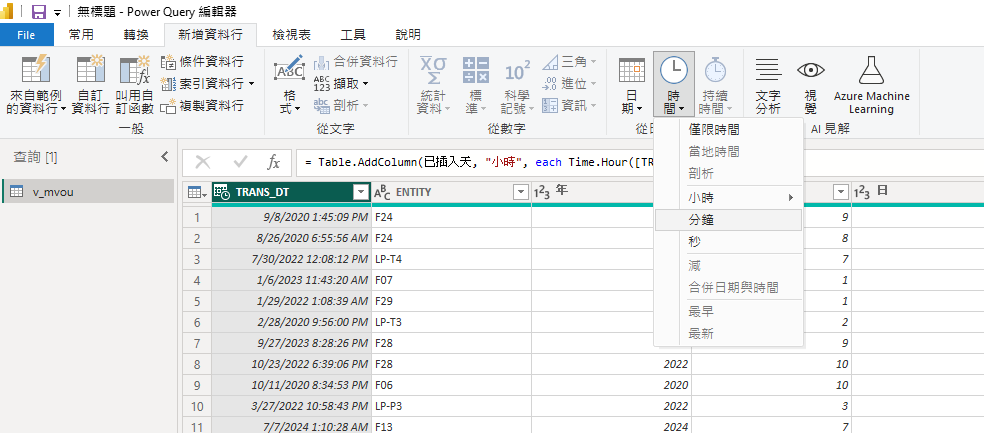 無標題 - Power Query 編輯器
File 常用 轉換 新增資料行 檢視表 工具 說明
來自範例的資料行 自訂資料行 叫用自訂函數 條件資料行 索引資料行 複製資料行
格式 合併資料行 擷取 剖析
統計資料 標準 科學記號 三角 進位 資訊
日期 時間 持續時間
文字分析 視覺 Azure Machine Learning
一般 從文字 從數字 從日 AI 見解
僅限時間
當地時間
剖析
小時
分鐘
秒
減
合併日期與時間
最早
最新
查詢 [1]
v_mvou
= Table.AddColumn(已插入天, "小時", each Time.Hour([TR
TRANS_DT ENTITY 年 日
1 9/8/2020 1:45:09 PM F24 9
2 8/26/2020 6:55:56 AM F24 8
3 7/30/2022 12:08:12 PM LP-T4 7
4 1/6/2023 11:43:20 AM F07 1
5 1/29/2022 1:08:39 AM F29 1
6 2/28/2020 9:56:00 PM LP-T3 2
7 9/27/2023 8:28:26 PM F28 9
8 10/23/2022 6:39:06 PM F28 2022 10
9 10/11/2020 8:34:53 PM F06 2020 10
10 3/27/2022 10:58:43 PM LP-P3 2022 3
11 7/7/2024 1:10:28 AM F13 2024 7